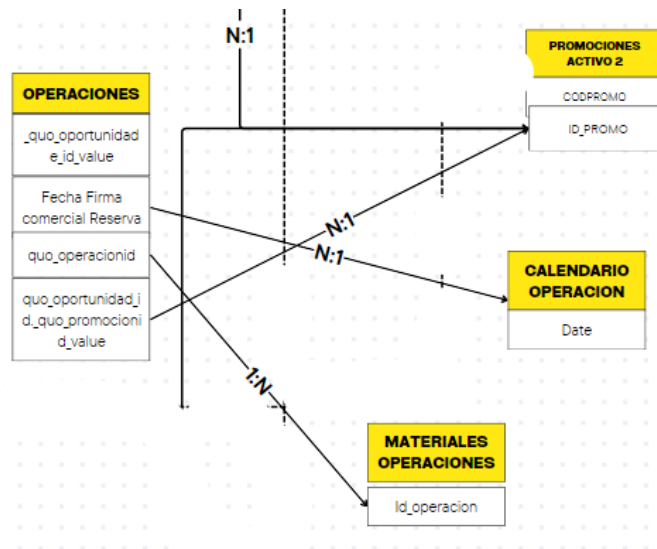 N:1
PROMOCIONES
ACTIVO 2
CODPROMO
ID_PROMO
OPERACIONES
_quo_oportunidad
e_id_value
Fecha Firma
comercial Reserva
quo_operacionid
quo_oportunidad_i
d._quo_promocioni
d_value
N:1
N:1
CALENDARIO
OPERACION
Date
1:N
MATERIALES
OPERACIONES
Id_operacion